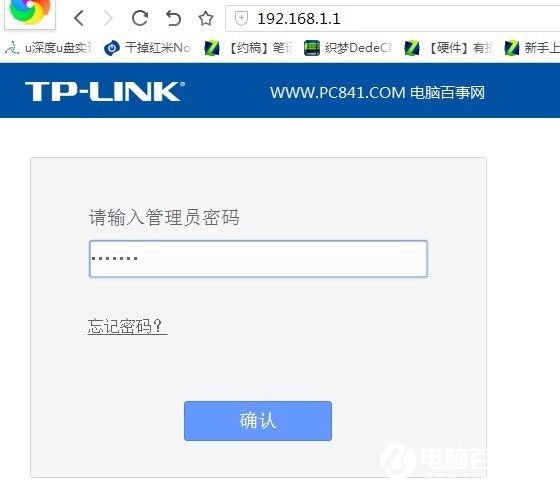 192.168.1.1
u深度u盘实 干掉红米No 【约稿】笔记 织梦DedeCM 【硬件】有 新手上
TP-LINK® WWW.PC841.COM 电脑百事网
请输入管理员密码
•••••••
忘记密码?
确认
电脑百